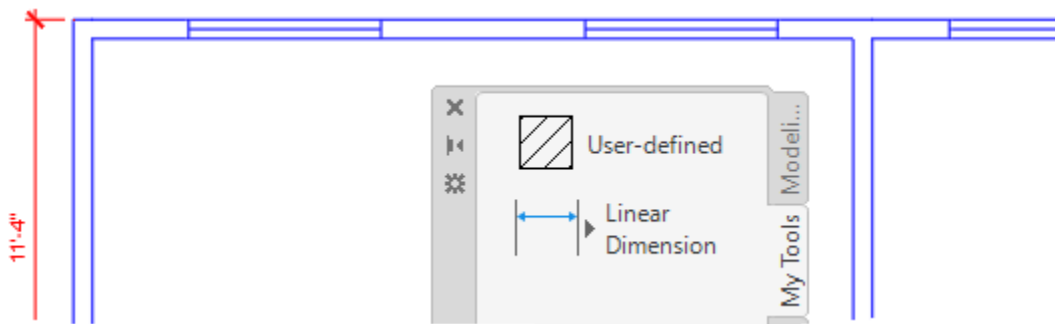 User-defined
Linear
Dimension
Modeli...
My Tools
11'-4"